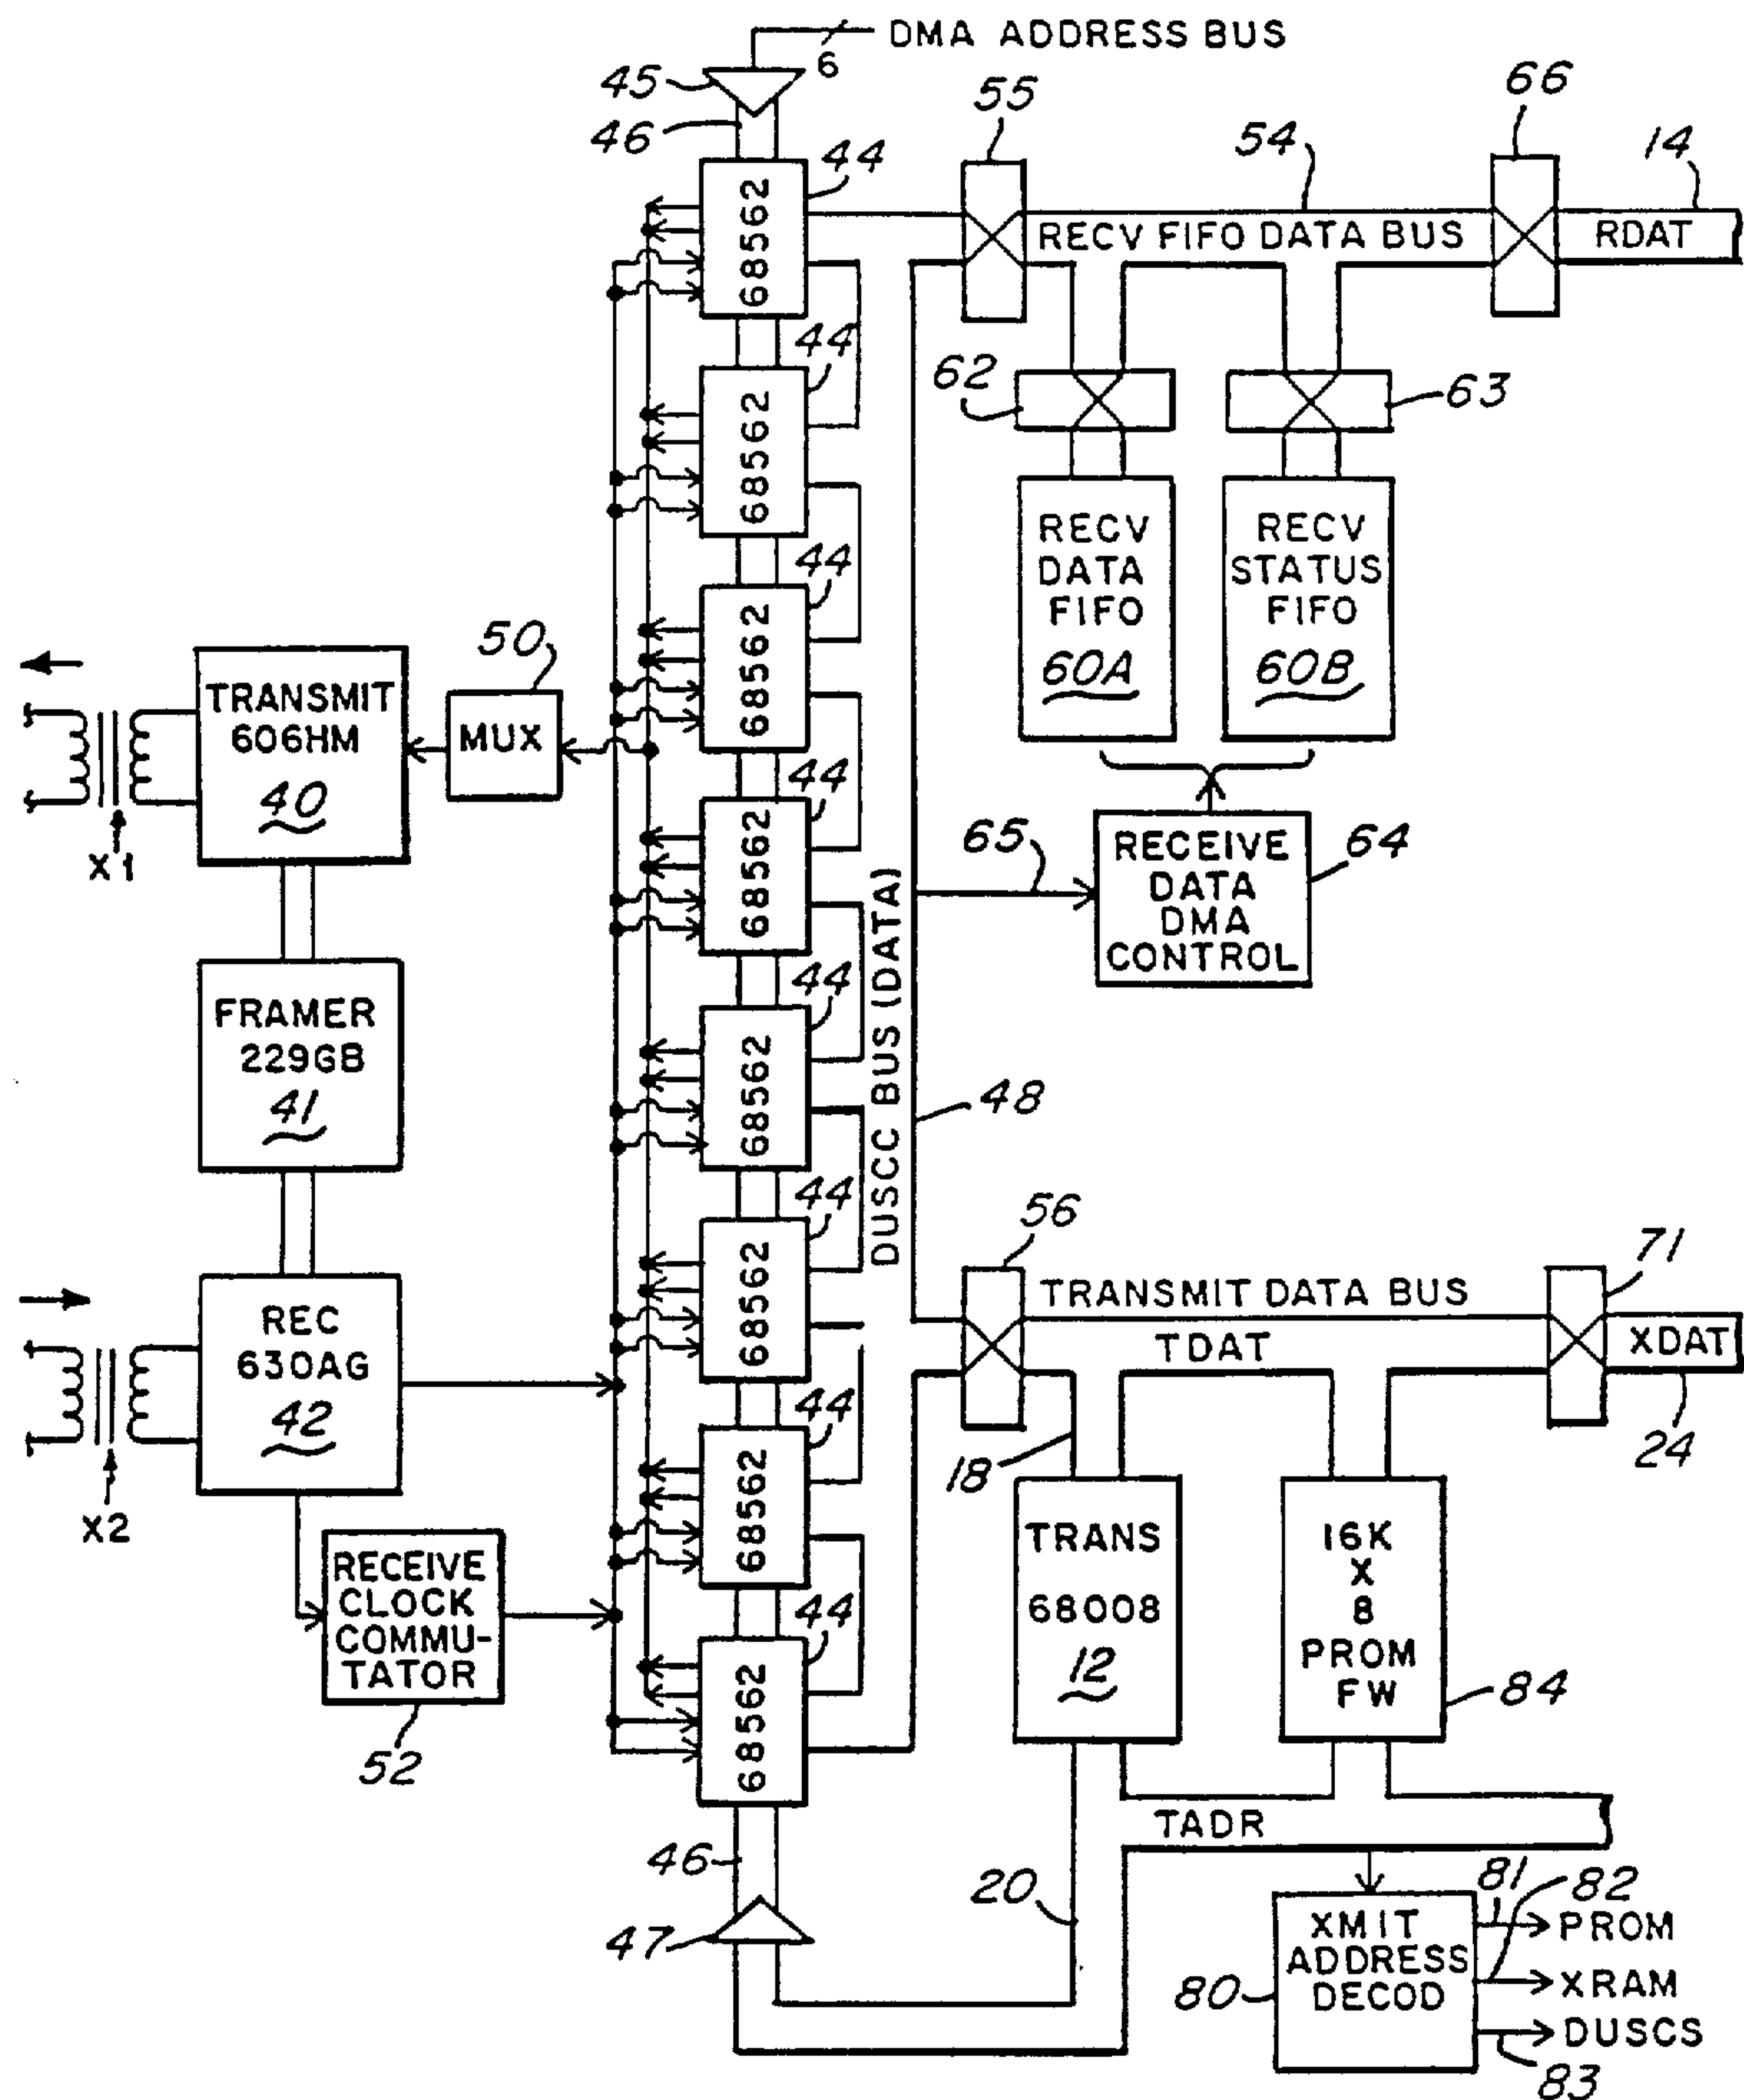 DMA ADDRESS BUS
6
45
46
55
66
44
54
14
68562
RECV FIFO DATA BUS
RDAT
44
68562
62
63
44
68562
RECV
DATA
FIFO
60A
RECV
STATUS
FIFO
60B
50
TRANSMIT
606HM
40
MUX
X1
44
68562
65
RECEIVE
DATA
DMA
CONTROL
64
DUSCC BUS (DATA)
44
68562
FRAMER
229GB
41
48
44
68562
56
71
TRANSMIT DATA BUS
TDAT
XDAT
24
REC
630AG
42
X2
44
68562
18
TRANS
68008
12
16K
X
8
PROM
FW
84
RECEIVE
CLOCK
COMMU-
TATOR
52
44
68562
TADR
46
20
47
XMIT
ADDRESS
DECOD
80
81
82
PROM
XRAM
DUSCS
83